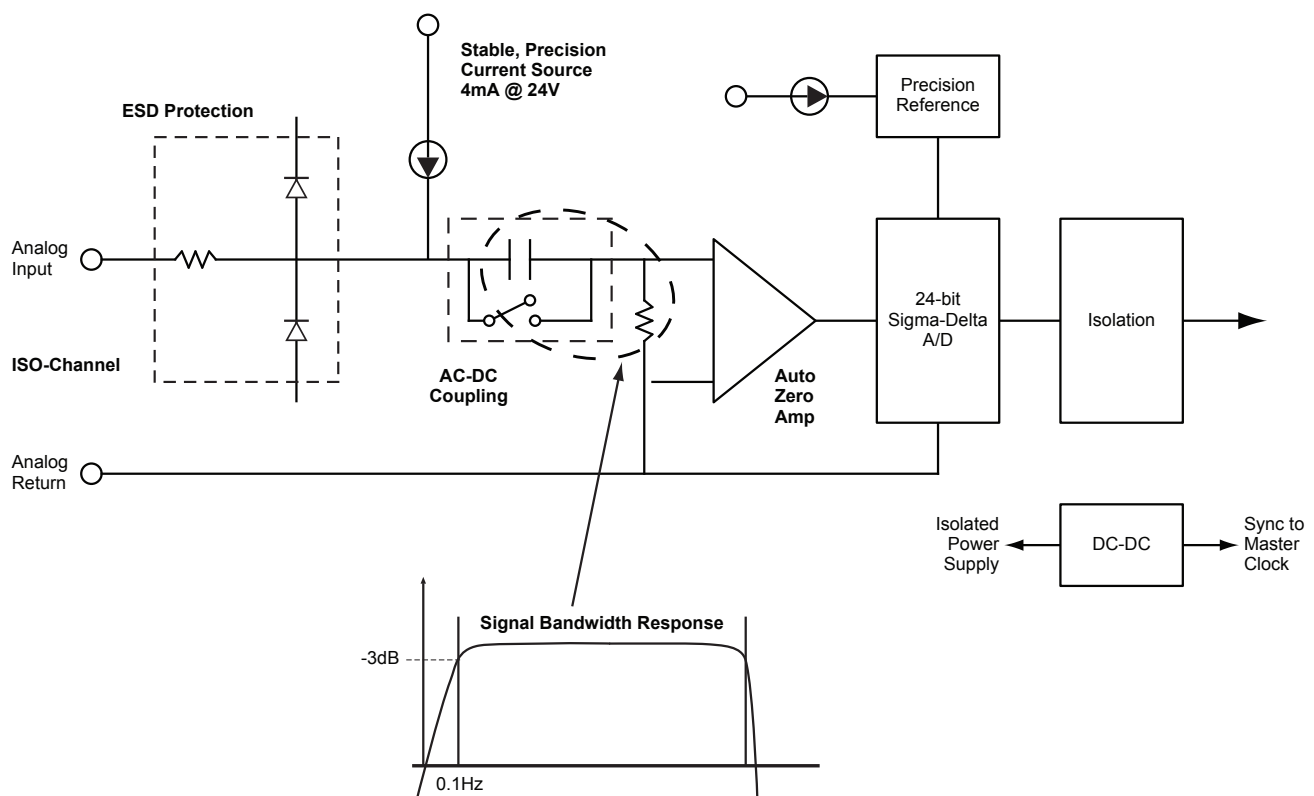 Stable, Precision
Current Source
4mA @ 24V
Precision
Reference
ESD Protection
Analog
Input
ISO-Channel
AC-DC
Coupling
Auto
Zero
Amp
24-bit
Sigma-Delta
A/D
Isolation
Analog
Return
Isolated
Power
Supply
DC-DC
Sync to
Master
Clock
Signal Bandwidth Response
-3dB
0.1Hz